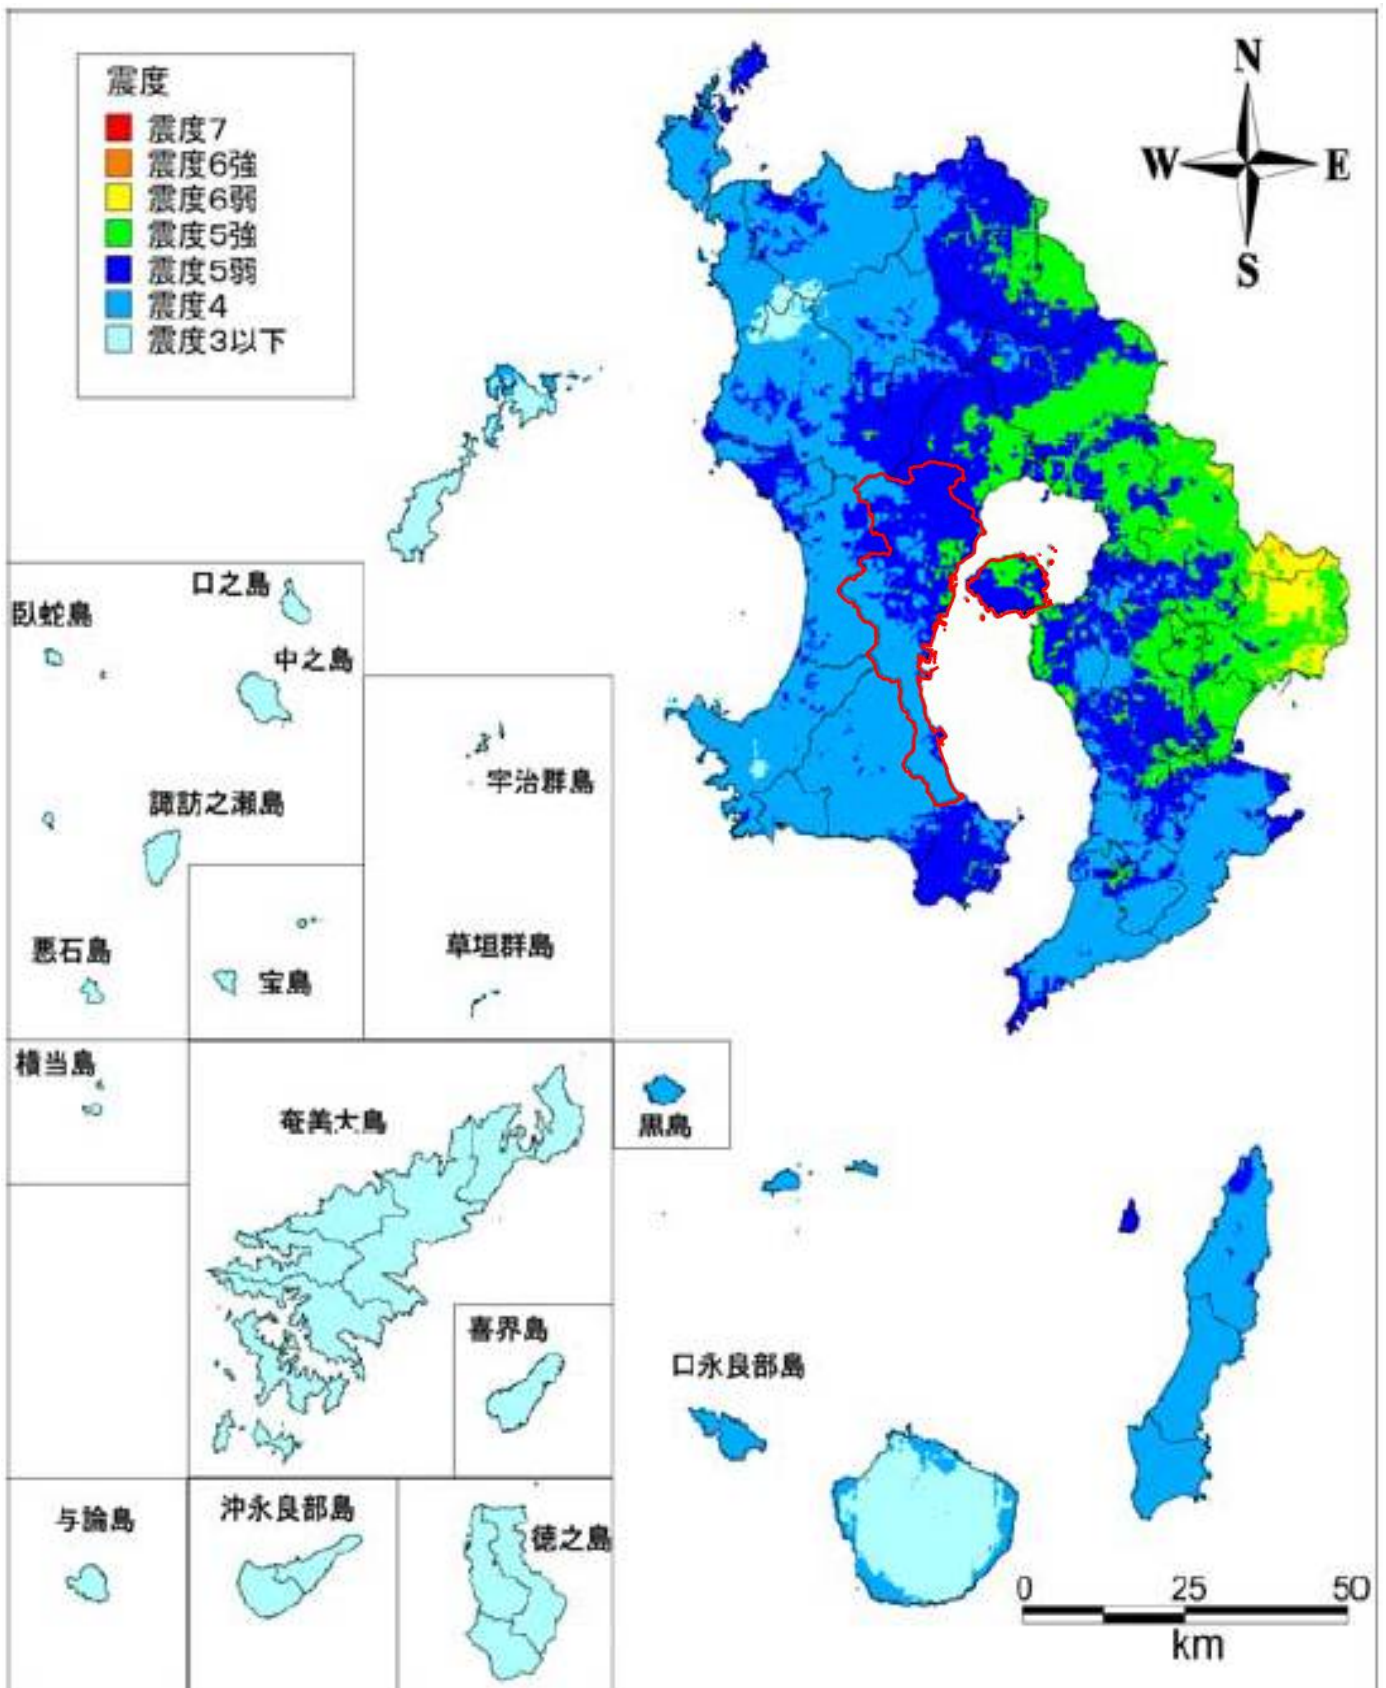 震度
震度7
震度6強
震度6弱
震度5強
震度5弱
震度4
震度3以下
N
W
E
S
口之島
臥蛇島
中之島
宇治群島
諏訪之瀬島
草垣群島
悪石島
宝島
横当島
奄美大島
黒島
喜界島
口永良部島
与論島
沖永良部島
徳之島
0 25 50
km